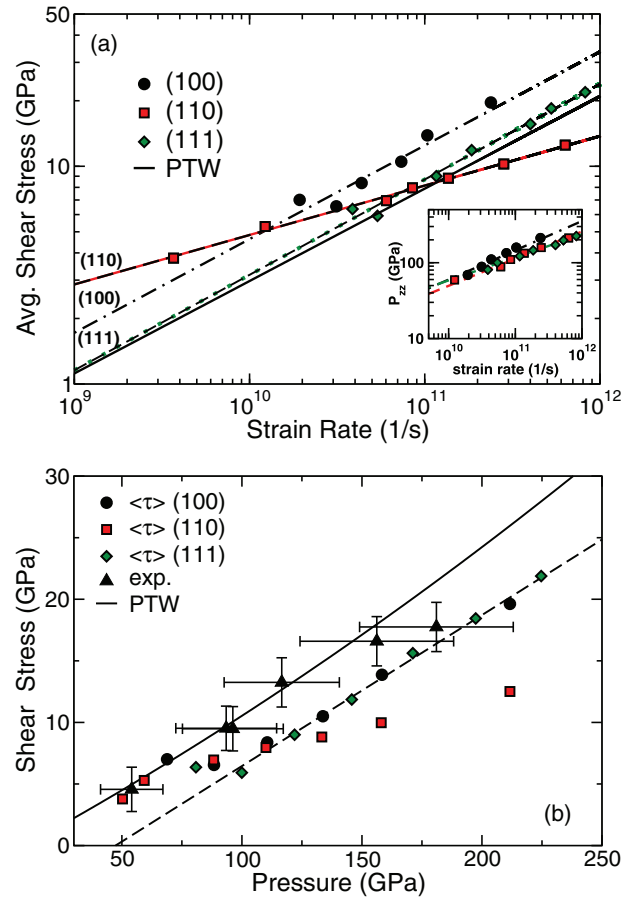 50
(a)
(100)
(110)
(111)
PTW
10
Avg. Shear Stress (GPa)
(110)
(100)
(111)
1
10^9
10^10
10^11
10^12
Strain Rate (1/s)
P_zz (GPa)
100
10
10^10
10^11
10^12
strain rate (1/s)
30
<τ> (100)
<τ> (110)
<τ> (111)
exp.
PTW
20
10
0
Shear Stress (GPa)
(b)
50
100
150
200
250
Pressure (GPa)